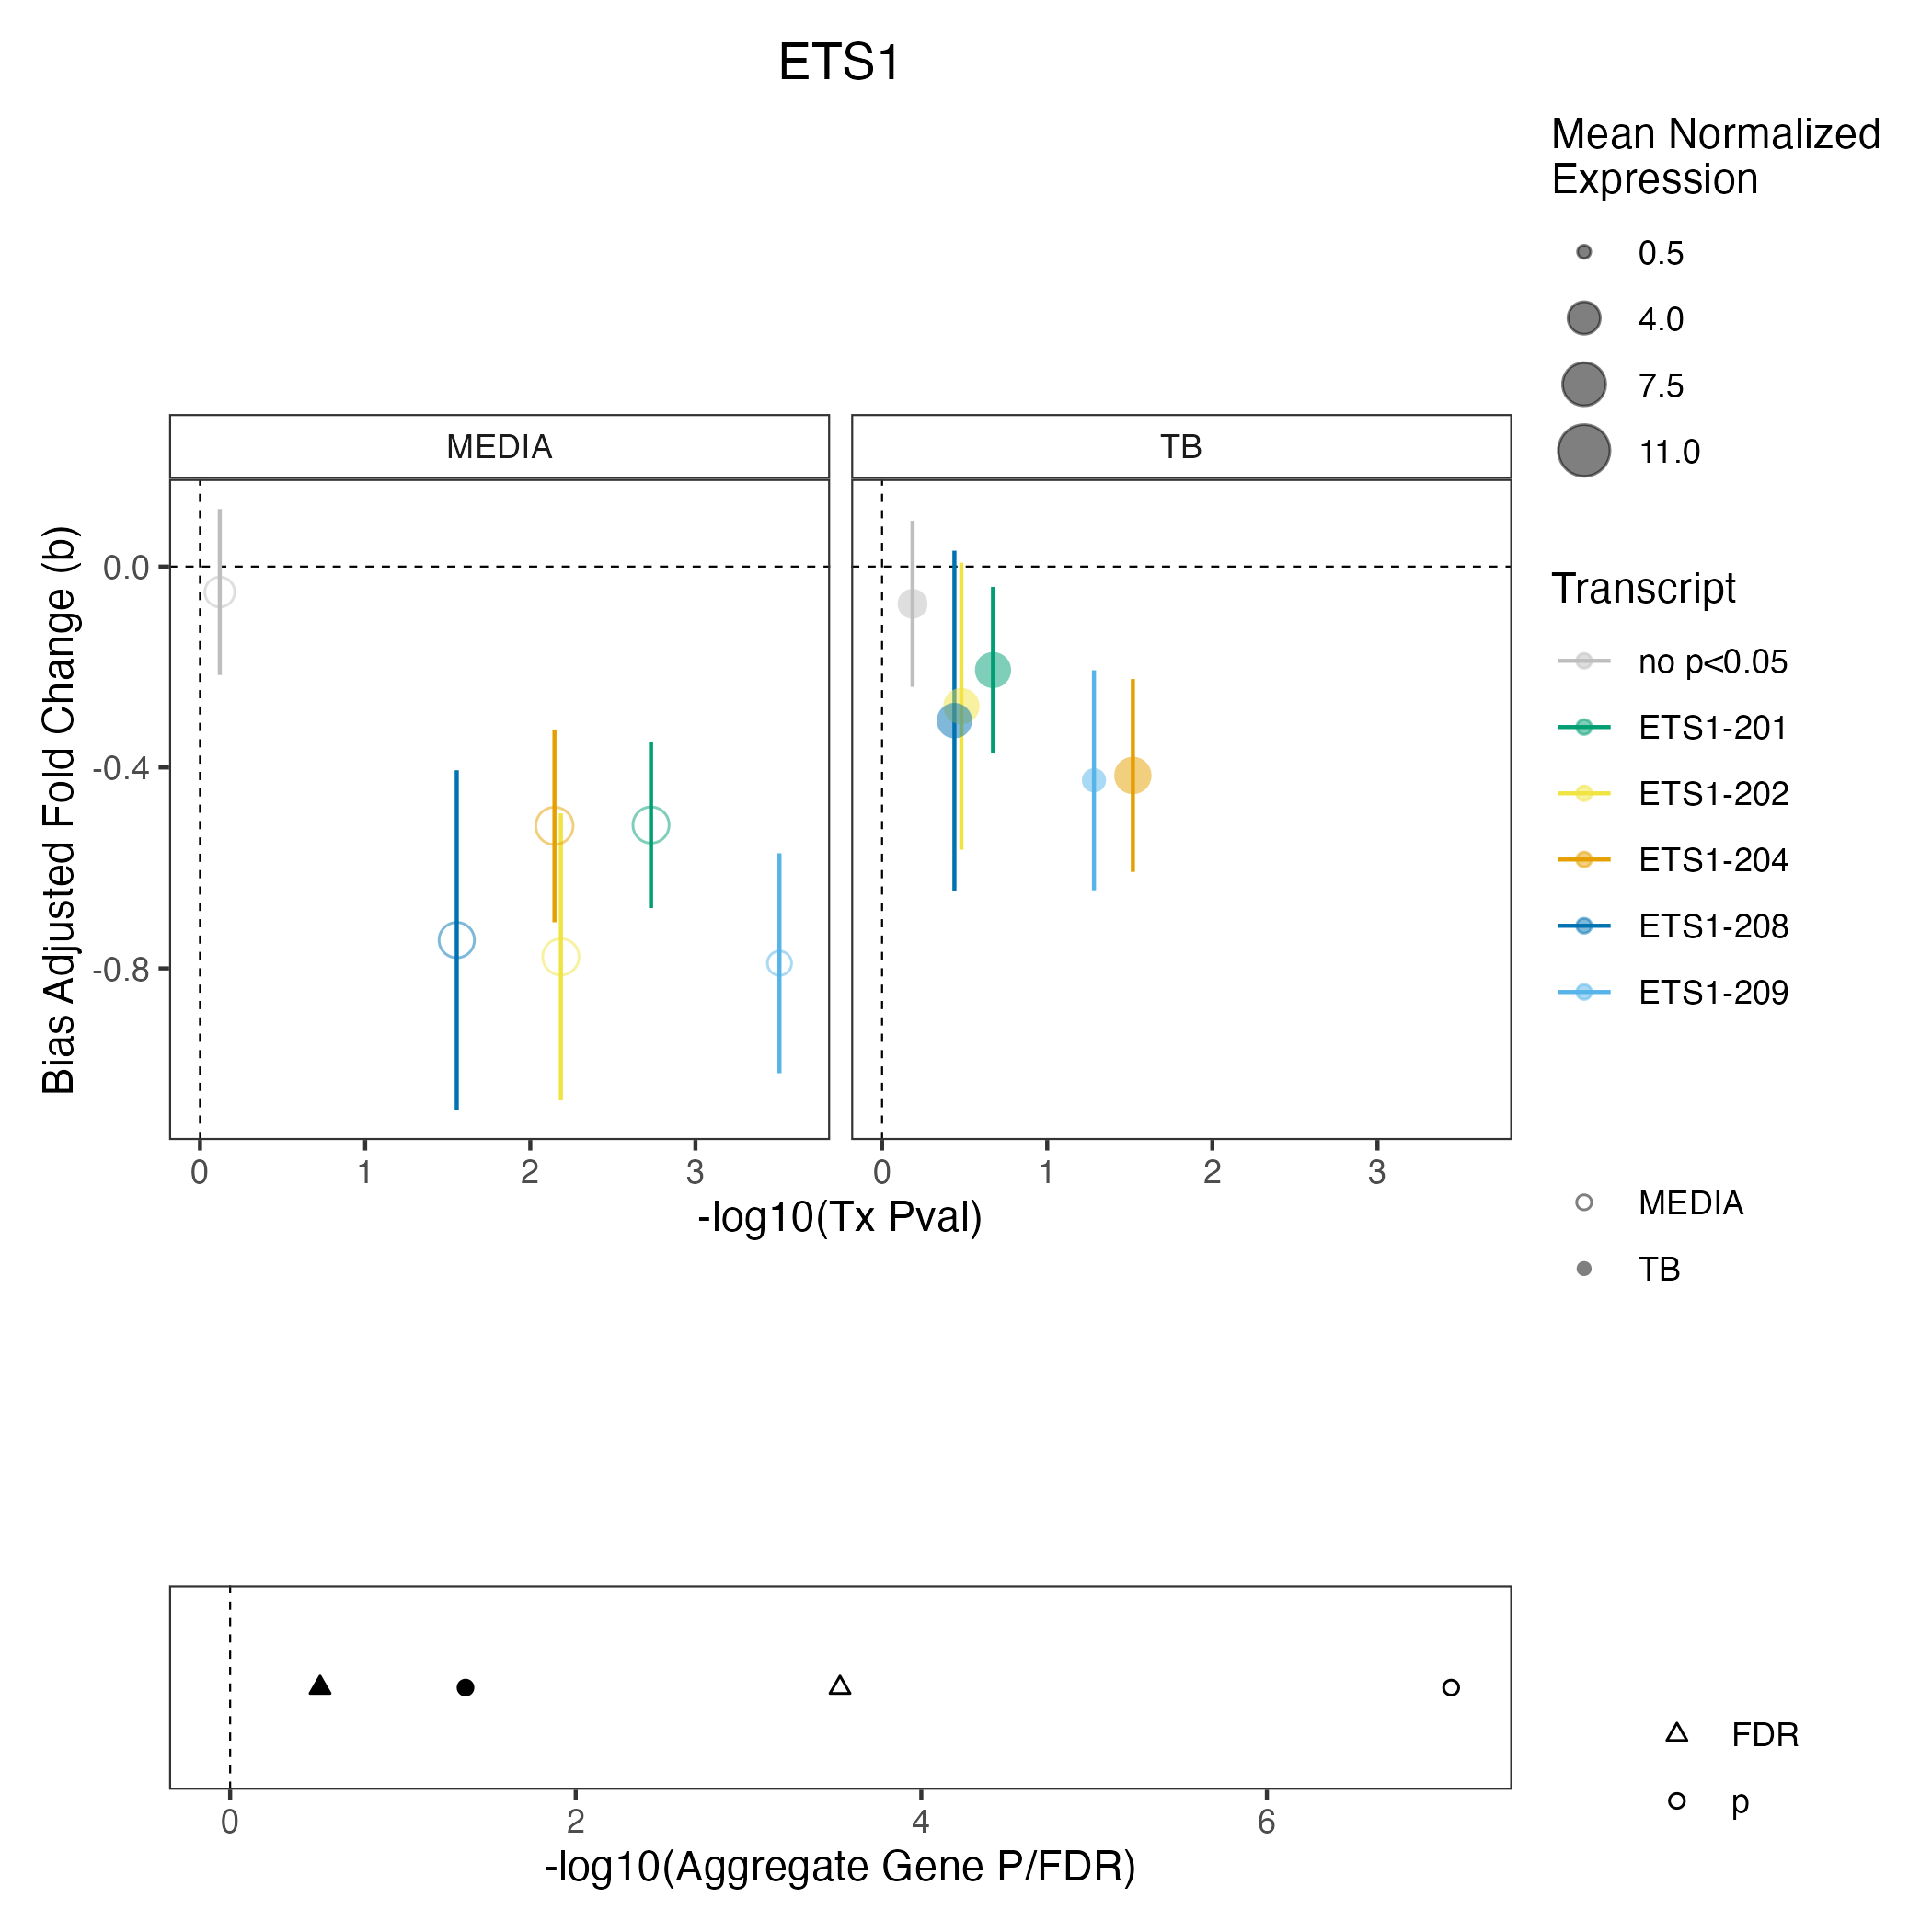 ETS1
Mean Normalized
Expression
0.5
4.0
7.5
11.0
MEDIA
TB
Bias Adjusted Fold Change (b)
0.0
-0.4
-0.8
0 1 2 3
0 1 2 3
-log10(Tx Pval)
Transcript
no p<0.05
ETS1-201
ETS1-202
ETS1-204
ETS1-208
ETS1-209
MEDIA
TB
0 2 4 6
-log10(Aggregate Gene P/FDR)
FDR
p